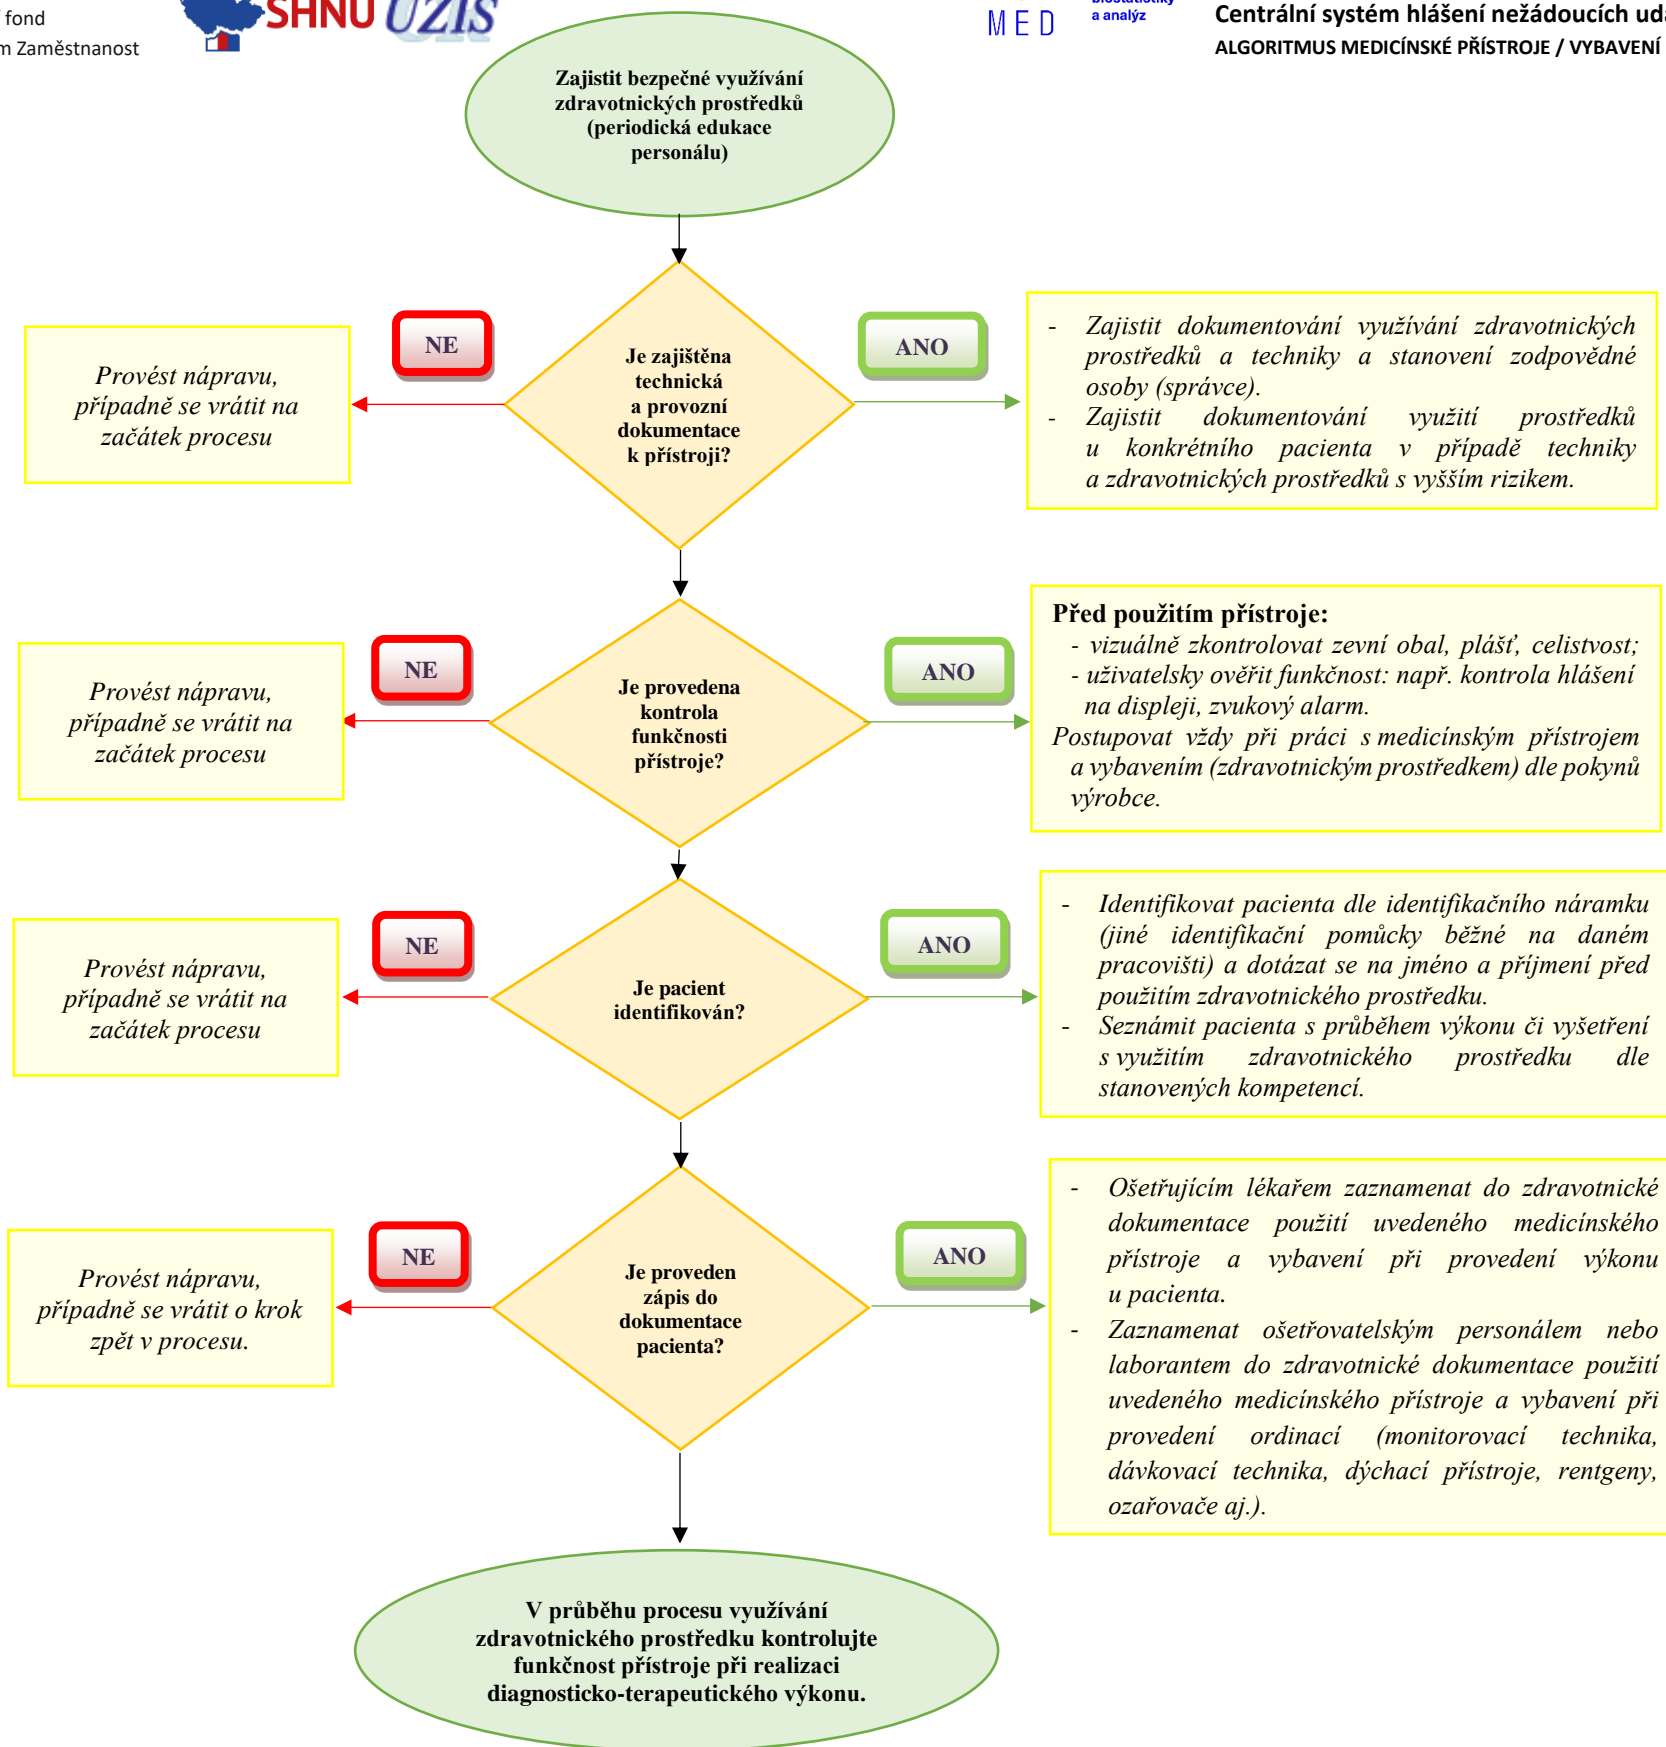 fond
Zaměstnanost
SHNU ÚZIS
MED
a analýz
Centrální systém hlášení nežádoucích
ALGORITMUS MEDICÍNSKÉ PŘÍSTROJE / VYBAVENÍ
Zajistit bezpečné využívání
zdravotnických prostředků
(periodická edukace
personálu)
NE
ANO
Je zajištěna
technická
a provozní
dokumentace
k přístroji?
Provést nápravu,
případně se vrátit na
začátek procesu
- Zajistit dokumentování využívání zdravotnických
prostředků a techniky a stanovení zodpovědné
osoby (správce).
- Zajistit dokumentování využití prostředků
u konkrétního pacienta v případě techniky
a zdravotnických prostředků s vyšším rizikem.
NE
ANO
Je provedena
kontrola
funkčnosti
přístroje?
Provést nápravu,
případně se vrátit na
začátek procesu
Před použitím přístroje:
- vizuálně zkontrolovat zevní obal, plášť, celistvost;
- uživatelsky ověřit funkčnost: např. kontrola hlášení
na displeji, zvukový alarm.
Postupovat vždy při práci s medicínským přístrojem
a vybavením (zdravotnickým prostředkem) dle pokynů
výrobce.
NE
ANO
Je pacient
identifikován?
Provést nápravu,
případně se vrátit na
začátek procesu
- Identifikovat pacienta dle identifikačního náramku
(jiné identifikační pomůcky běžné na daném
pracovišti) a dotázat se na jméno a příjmení před
použitím zdravotnického prostředku.
- Seznámit pacienta s průběhem výkonu či vyšetření
s využitím zdravotnického prostředku dle
stanovených kompetencí.
NE
ANO
Je proveden
zápis do
dokumentace
pacienta?
Provést nápravu,
případně se vrátit o krok
zpět v procesu.
- Ošetřujícím lékařem zaznamenat do zdravotnické
dokumentace použití uvedeného medicínského
přístroje a vybavení při provedení výkonu
u pacienta.
- Zaznamenat ošetřovatelským personálem nebo
laborantem do zdravotnické dokumentace použití
uvedeného medicínského přístroje a vybavení při
provedení ordinací (monitorovací technika,
dávkovací technika, dýchací přístroje, rentgeny,
ozařovače aj.).
V průběhu procesu využívání
zdravotnického prostředku kontrolujte
funkčnost přístroje při realizaci
diagnosticko-terapeutického výkonu.